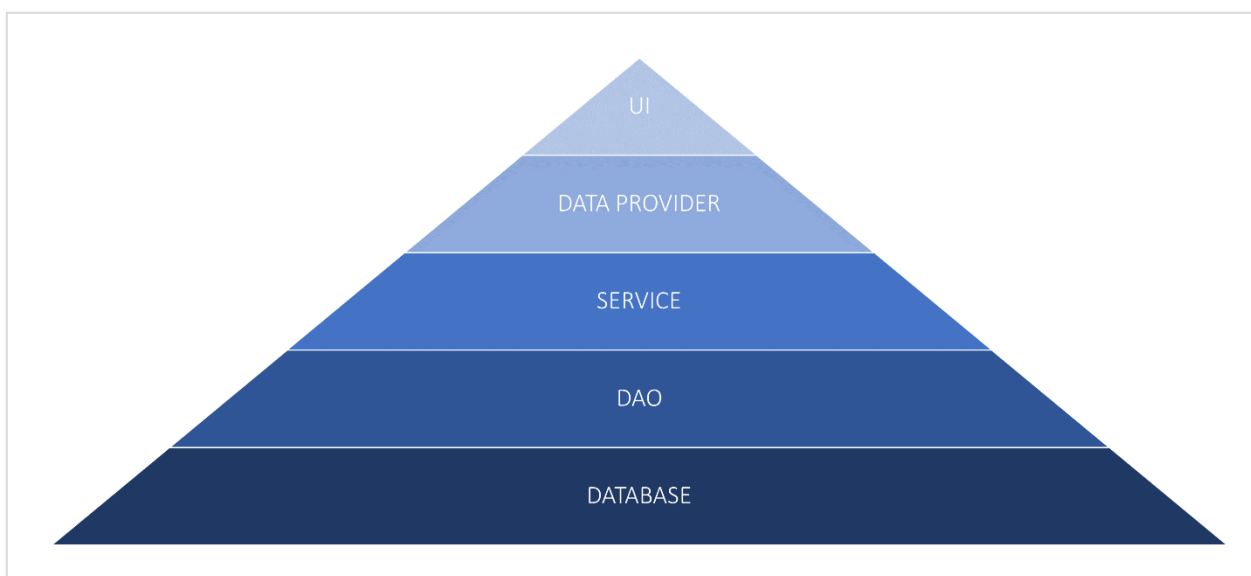 UI
DATA PROVIDER
SERVICE
DAO
DATABASE